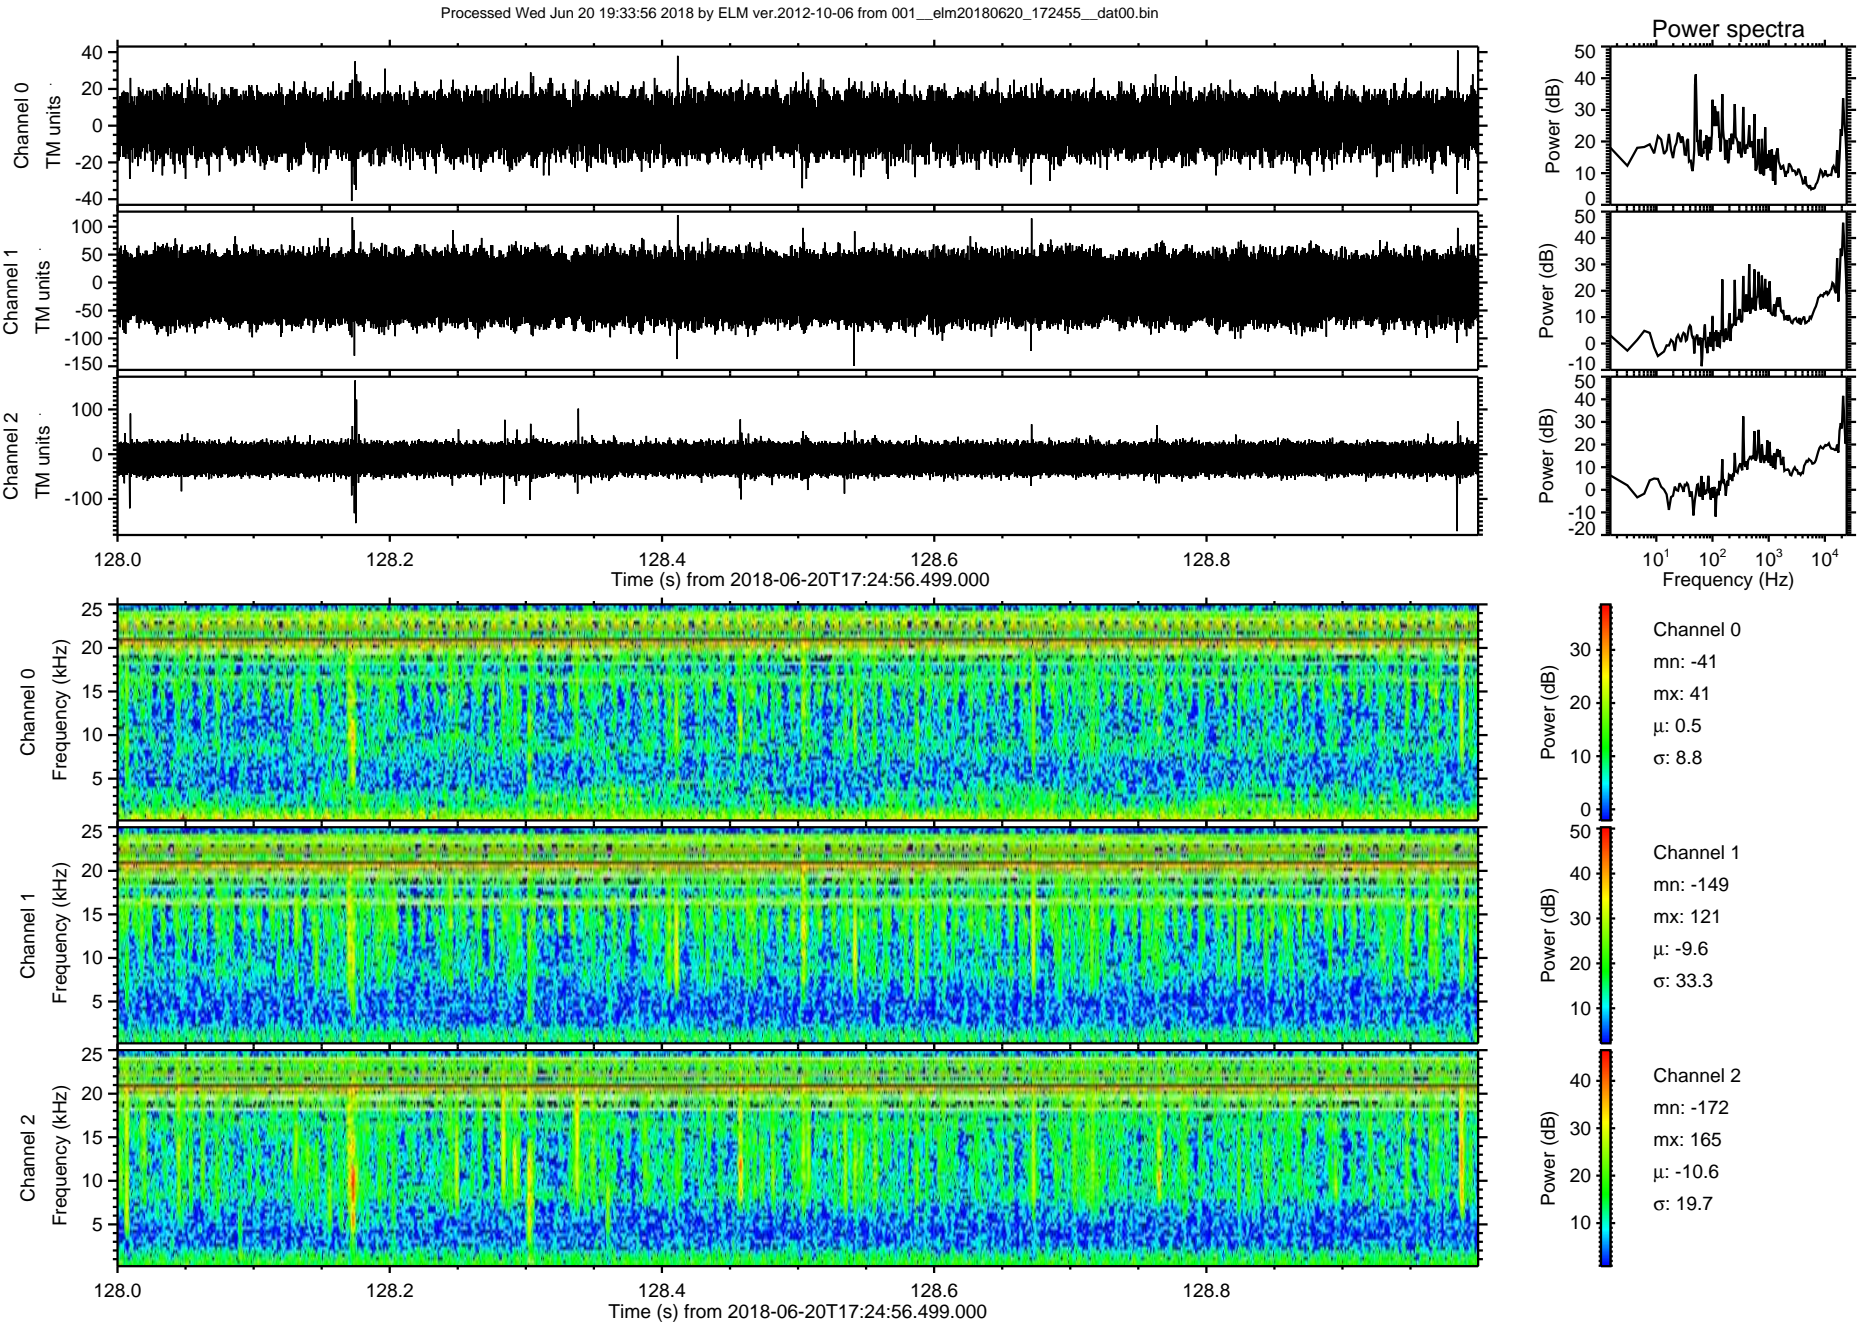 Processed Wed Jun 20 19:33:56 2018 by ELM ver.2012-10-06 from 001__elm20180620_172455__dat00.bin
Power spectra
Channel 0
TM units
40
20
0
-20
-40
Power (dB)
50
40
30
20
10
0
Channel 1
TM units
100
50
0
-50
-100
-150
Power (dB)
50
40
30
20
10
0
-10
Channel 2
TM units
100
0
-100
Power (dB)
50
40
30
20
10
0
-10
-20
128.0 128.2 128.4 128.6 128.8
Time (s) from 2018-06-20T17:24:56.499.000
10¹ 10² 10³ 10⁴
Frequency (Hz)
Channel 0
Frequency (kHz)
25
20
15
10
5
Power (dB)
30
20
10
0
Channel 0
mn: -41
mx: 41
μ: 0.5
σ: 8.8
Channel 1
Frequency (kHz)
25
20
15
10
5
Power (dB)
50
40
30
20
10
Channel 1
mn: -149
mx: 121
μ: -9.6
σ: 33.3
Channel 2
Frequency (kHz)
25
20
15
10
5
Power (dB)
40
30
20
10
Channel 2
mn: -172
mx: 165
μ: -10.6
σ: 19.7
128.0 128.2 128.4 128.6 128.8
Time (s) from 2018-06-20T17:24:56.499.000